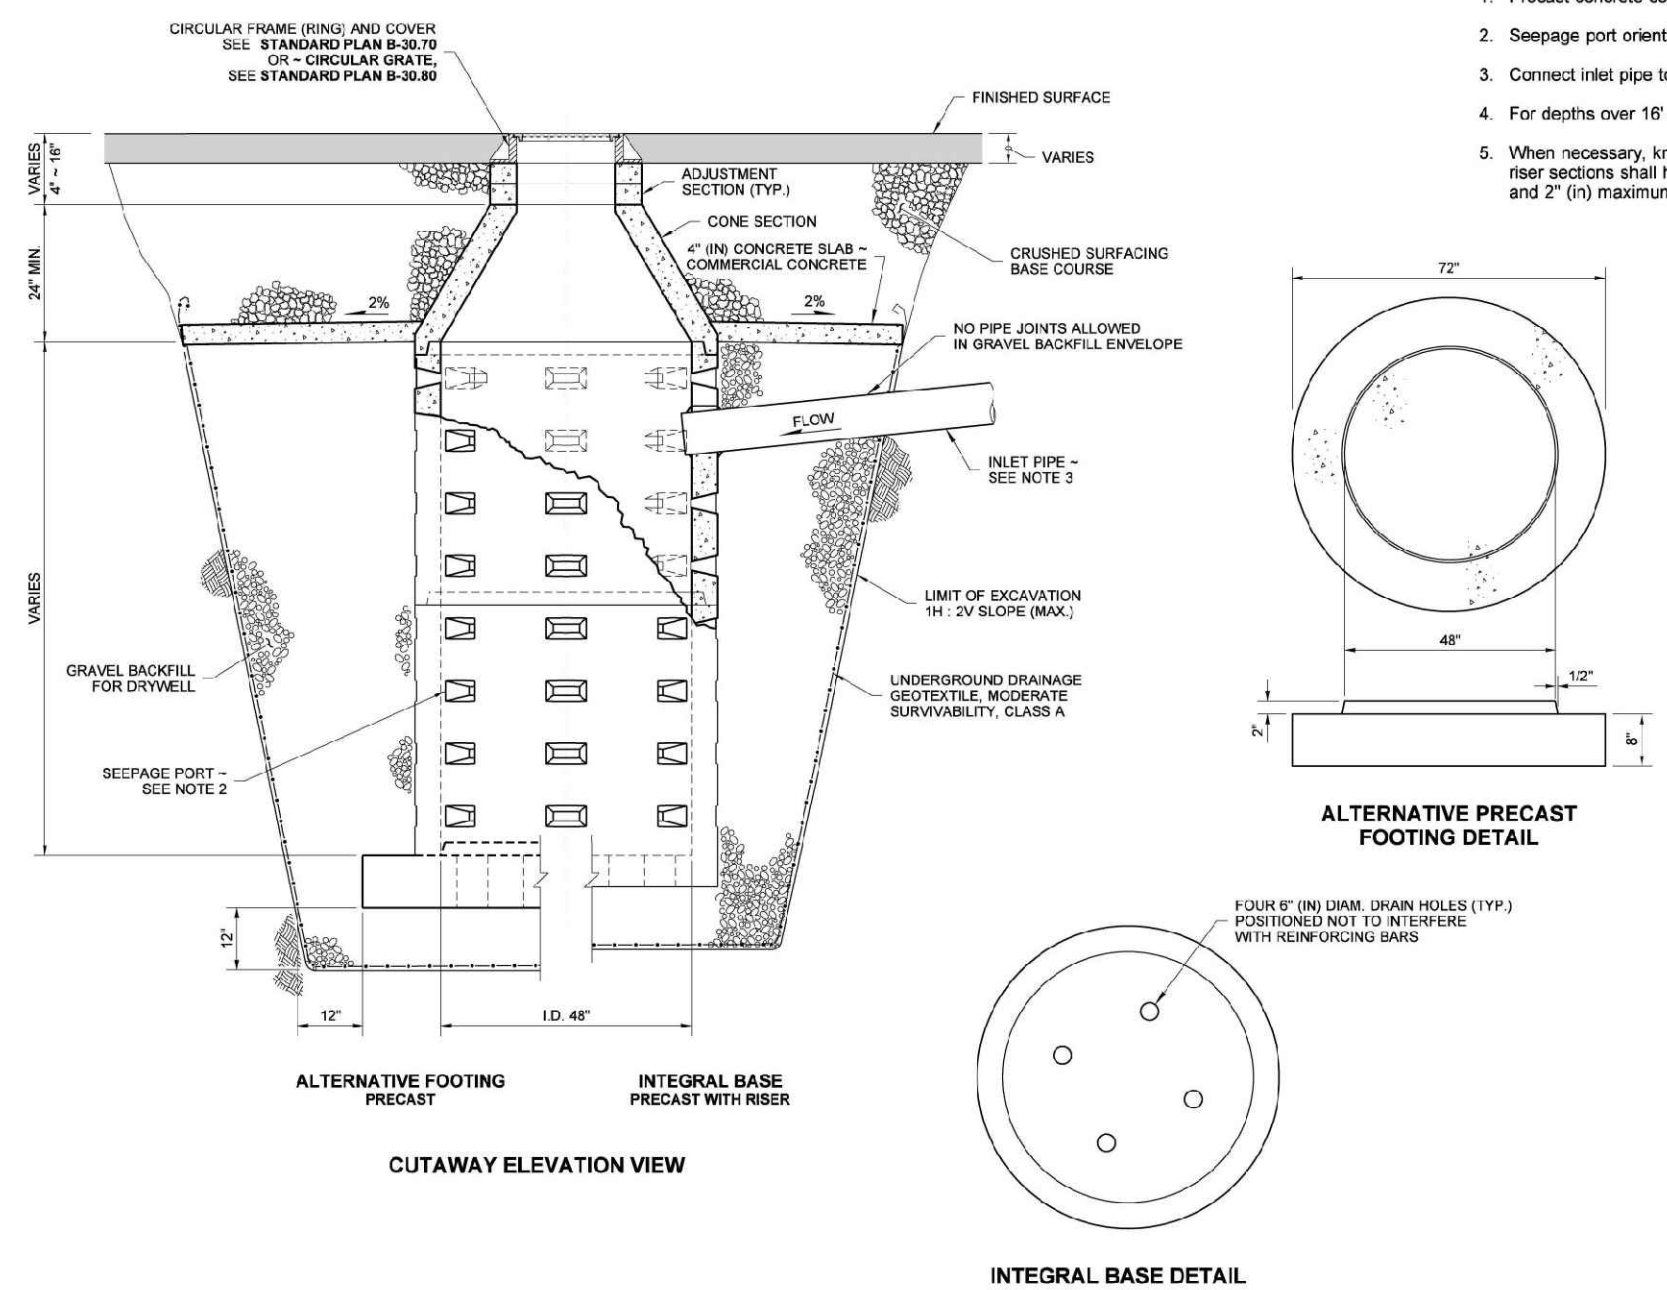 CIRCULAR FRAME (RING) AND COVER
SEE STANDARD PLAN B-30.70
OR ~ CIRCULAR GRATE,
SEE STANDARD PLAN B-30.80
FINISHED SURFACE
VARIES
VARIES
4" ~ 16"
ADJUSTMENT
SECTION (TYP.)
CONE SECTION
4" (IN) CONCRETE SLAB ~
COMMERCIAL CONCRETE
CRUSHED SURFACING
BASE COURSE
24" MIN.
2%
2%
NO PIPE JOINTS ALLOWED
IN GRAVEL BACKFILL ENVELOPE
FLOW
INLET PIPE ~
SEE NOTE 3
VARIES
LIMIT OF EXCAVATION
1H : 2V SLOPE (MAX.)
GRAVEL BACKFILL
FOR DRYWELL
UNDERGROUND DRAINAGE
GEOTEXTILE, MODERATE
SURVIVABILITY, CLASS A
SEEPAGE PORT ~
SEE NOTE 2
12"
12"
I.D. 48"
ALTERNATIVE FOOTING
PRECAST
INTEGRAL BASE
PRECAST WITH RISER
CUTAWAY ELEVATION VIEW
2. Seepage port orient
3. Connect inlet pipe
4. For depths over 16'
5. When necessary,
riser sections shall
and 2" (in)
72"
48"
1/2"
2"
8"
ALTERNATIVE PRECAST
FOOTING DETAIL
FOUR 6" (IN) DIAM. DRAIN HOLES (TYP.)
POSITIONED NOT TO INTERFERE
WITH REINFORCING BARS
INTEGRAL BASE DETAIL